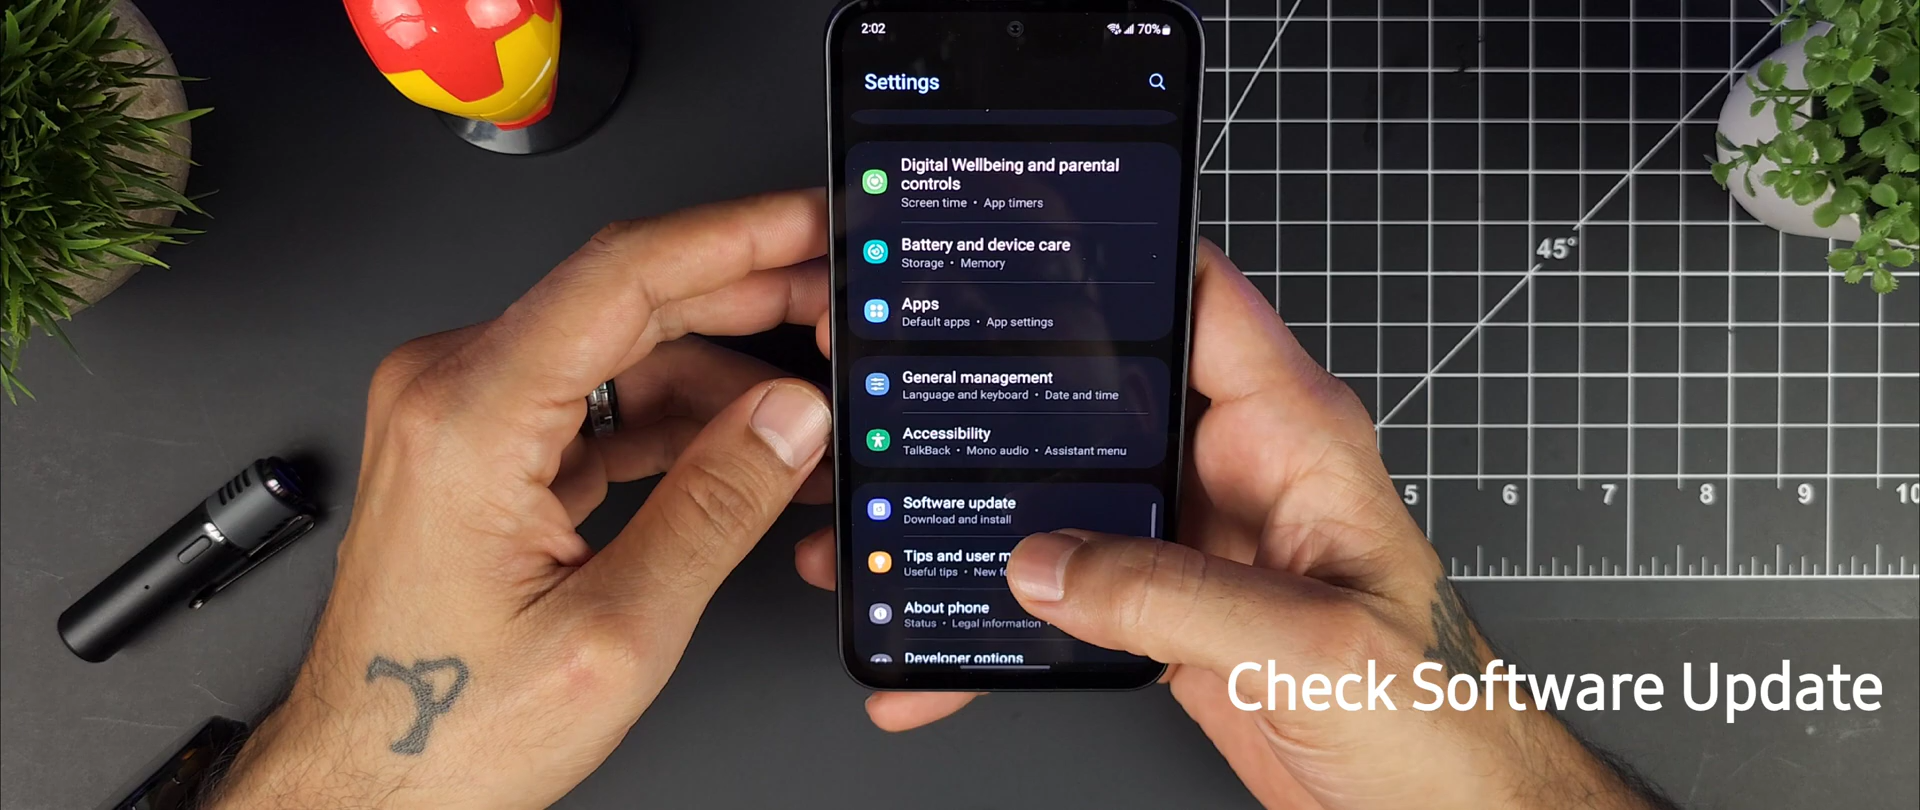 2:02
70%
Settings
Digital Wellbeing and parental
controls
Screen time • App timers
Battery and device care
Storage • Memory
Apps
Default apps • App settings
General management
Language and keyboard • Date and time
Accessibility
TalkBack • Mono audio • Assistant menu
Software update
Download and install
Tips and user
Useful tips • New
About phone
Status • Legal information •
Developer options
45°
5 6 7 8 9 10
Check Software Update